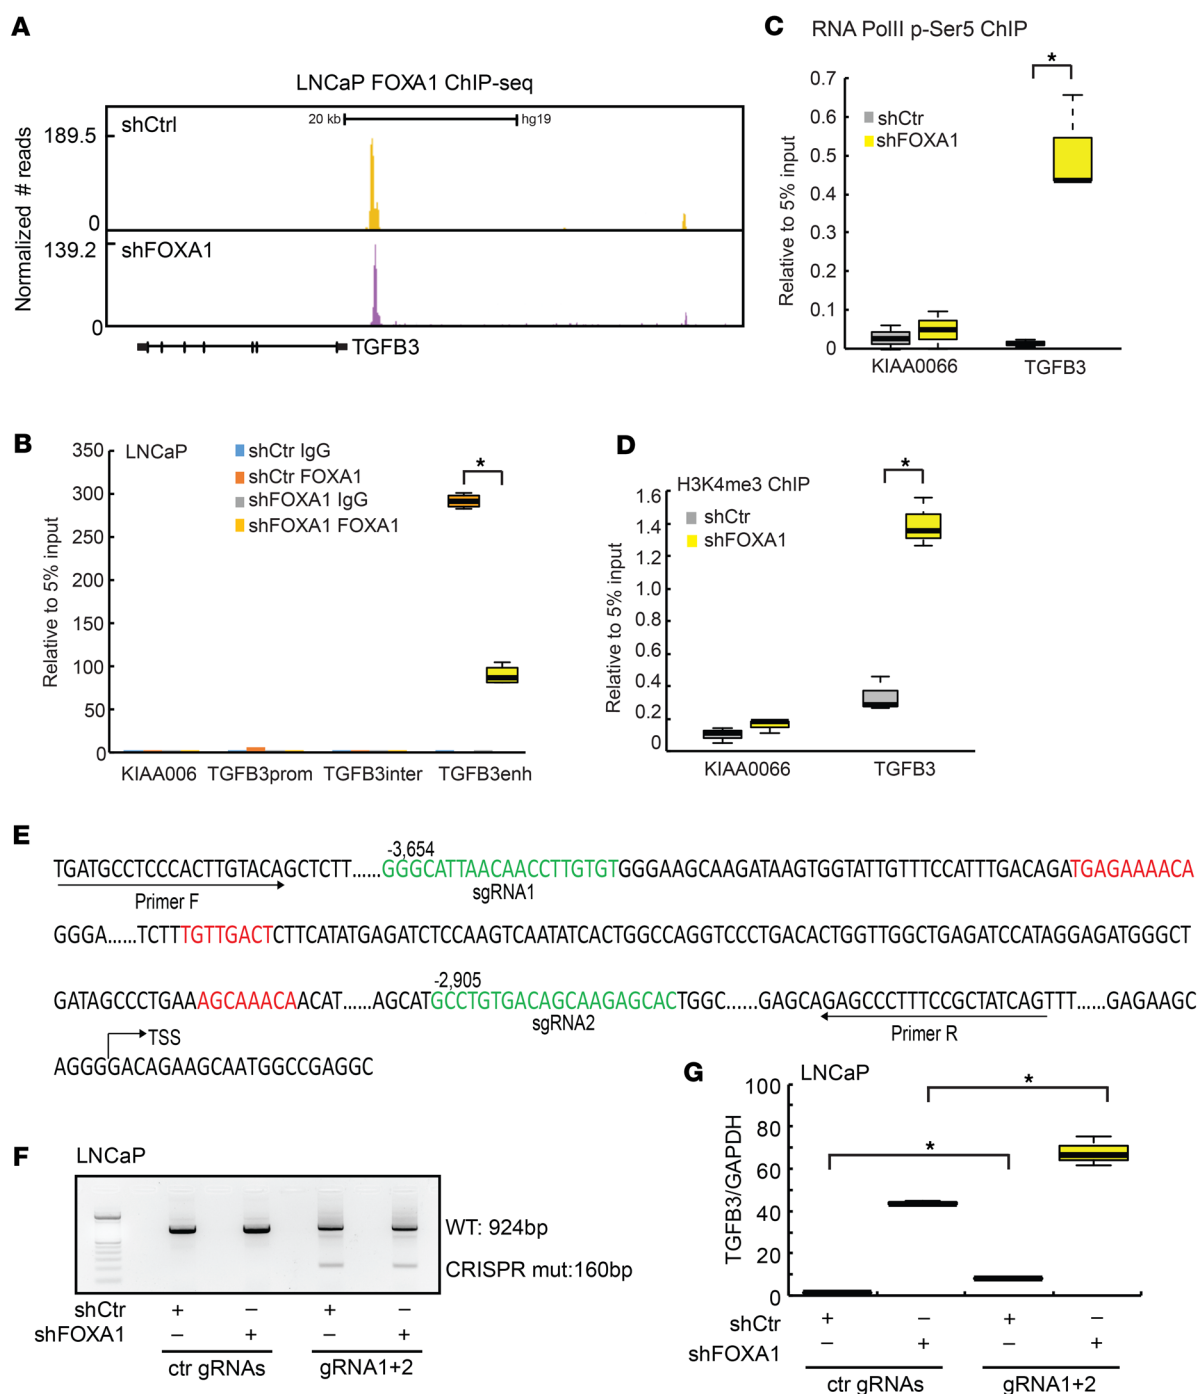 A
LNCaP FOXA1 ChIP-seq
Normalized # reads
shCtrl
20 kb
hg19
189.5
0
shFOXA1
139.2
0
TGFB3
B
LNCaP
Relative to 5% input
350
300
250
200
150
100
50
0
shCtr IgG
shCtr FOXA1
shFOXA1 IgG
shFOXA1 FOXA1
*
KIAA006 TGFB3prom TGFB3inter TGFB3enh
C
RNA PolII p-Ser5 ChIP
Relative to 5% input
0.7
0.6
0.5
0.4
0.3
0.2
0.1
0
shCtr
shFOXA1
*
KIAA0066 TGFB3
D
H3K4me3 ChIP
Relative to 5% input
1.6
1.4
1.2
1.0
0.8
0.6
0.4
0.2
0
shCtr
shFOXA1
*
KIAA0066 TGFB3
E
-3,654
TGATGCCTCCCACTTGTACAGCTCTT......GGGCATTAACAACCTTGTGTGGGAAGCAAGATAAGTGGTATTGTTTCCATTTGACAGATGAGAAAACA
Primer F sgRNA1
GGGA......TCTTTGTTGACTCTTCATATGAGATCTCCAAGTCAATATCACTGGCCAGGTCCCTGACACTGGTTGGCTGAGATCCATAGGAGATGGGCT
-2,905
GATAGCCCTGAAAGCAAACAACAT......AGCATGCCTGTGACAGCAAGAGCACTGGC......GAGCAGAGCCCTTTCCGCTATCAGTTT......GAGAAGC
sgRNA2 Primer R
TSS
AGGGGACAGAAGCAATGGCCGAGGC
F
LNCaP
WT: 924bp
CRISPR mut:160bp
shCtr + − + −
shFOXA1 − + − +
ctr gRNAs gRNA1+2
G
LNCaP
TGFB3/GAPDH
100
80
60
40
20
0
*
*
shCtr + − + −
shFOXA1 − + − +
ctr gRNAs gRNA1+2